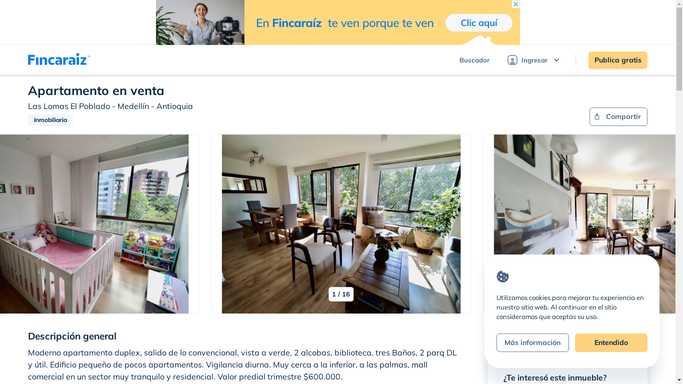 En Fincaraíz te ven porque te ven
Clic aquí
Fincaraíz
Buscador
Ingresar
Publica gratis
Apartamento en venta
Las Lomas El Poblado - Medellín - Antioquia
Inmobiliaria
Compartir
1 / 16
Utilizamos cookies para mejorar tu experiencia en
nuestro sitio web. Al continuar en el sitio
consideramos que aceptas su uso.
Más información
Entendido
Descripción general
Moderno apartamento duplex, salido de lo convencional, vista a verde, 2 alcobas, biblioteca, tres Baños, 2 parq DL
y útil. Edificio pequeño de pocos apartamentos. Vigilancia diurna. Muy cerca a la inferior, a las palmas, mall
comercial en un sector muy tranquilo y residencial. Valor predial trimestre $600.000.
¿Te interesó este inmueble?